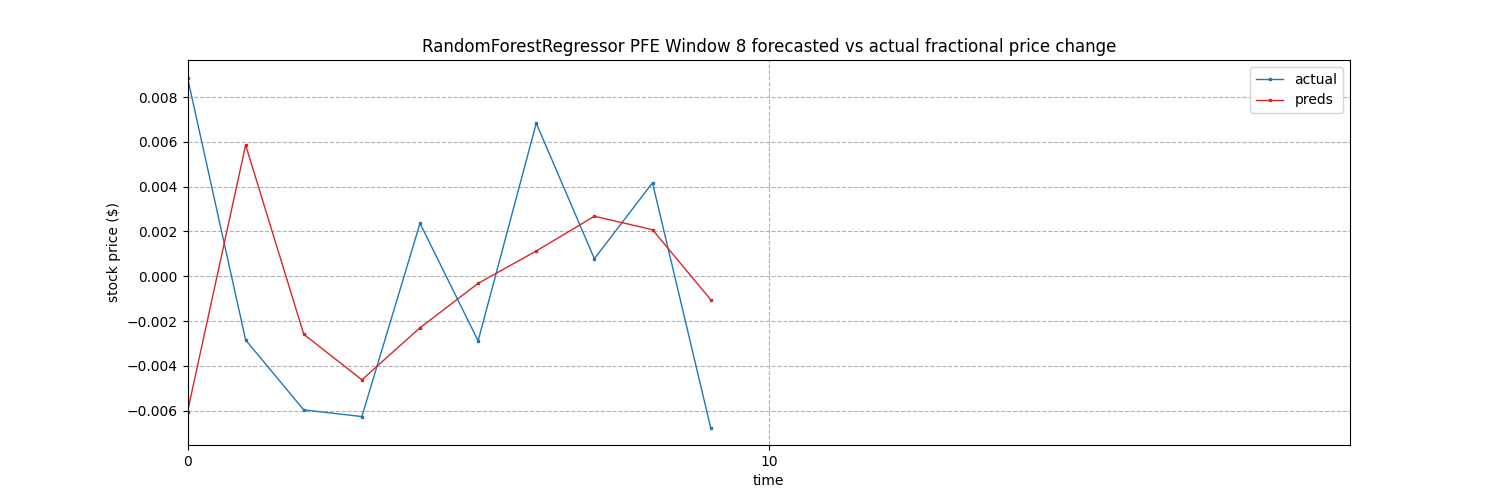 RandomForestRegressor PFE Window 8 forecasted vs actual fractional price change
actual
preds
0.008
0.006
0.004
0.002
0.000
−0.002
−0.004
−0.006
stock price ($)
0
10
time